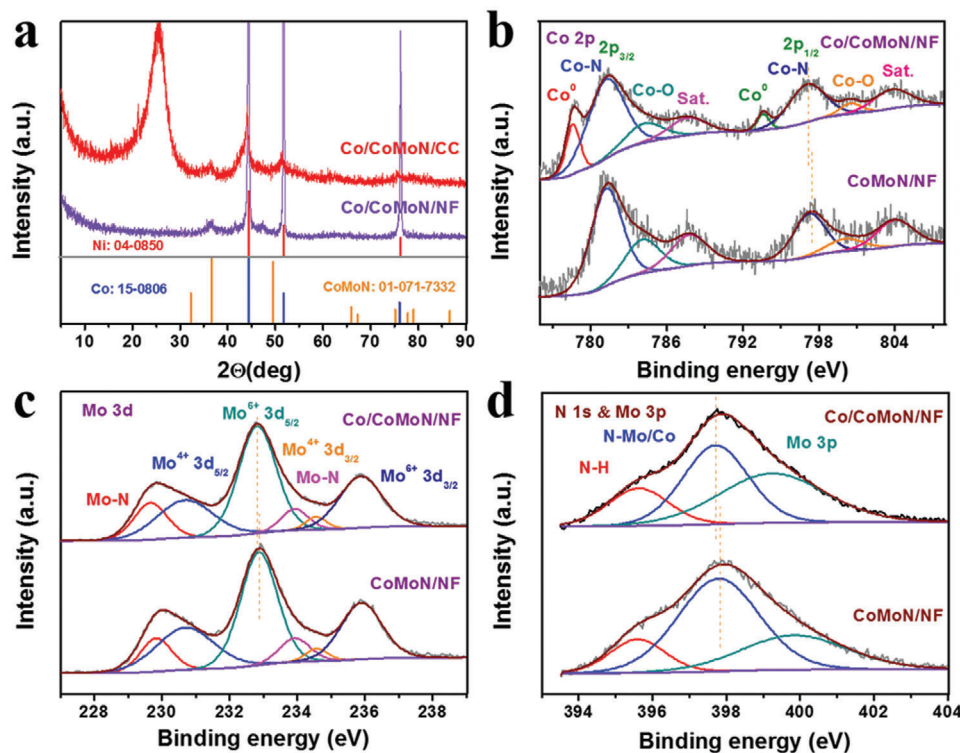 a
Intensity (a.u.)
Co/CoMoN/CC
Co/CoMoN/NF
Ni: 04-0850
Co: 15-0806
CoMoN: 01-071-7332
10 20 30 40 50 60 70 80 90
2Θ(deg)
b
Intensity (a.u.)
Co 2p
2p3/2
2p1/2
Co/CoMoN/NF
Co-N
Co-N
Co⁰
Co-O
Sat.
Co⁰
Co-O
Sat.
CoMoN/NF
780 784 788 792 796 800 804
Binding energy (eV)
c
Intensity (a.u.)
Mo 3d
Mo⁶⁺ 3d5/2
Co/CoMoN/NF
Mo⁴⁺ 3d5/2
Mo⁴⁺ 3d3/2
Mo-N
Mo-N
Mo⁶⁺ 3d3/2
CoMoN/NF
228 230 232 234 236 238
Binding energy (eV)
d
Intensity (a.u.)
N 1s & Mo 3p
Co/CoMoN/NF
N-Mo/Co
Mo 3p
N-H
CoMoN/NF
394 396 398 400 402 404
Binding energy (eV)